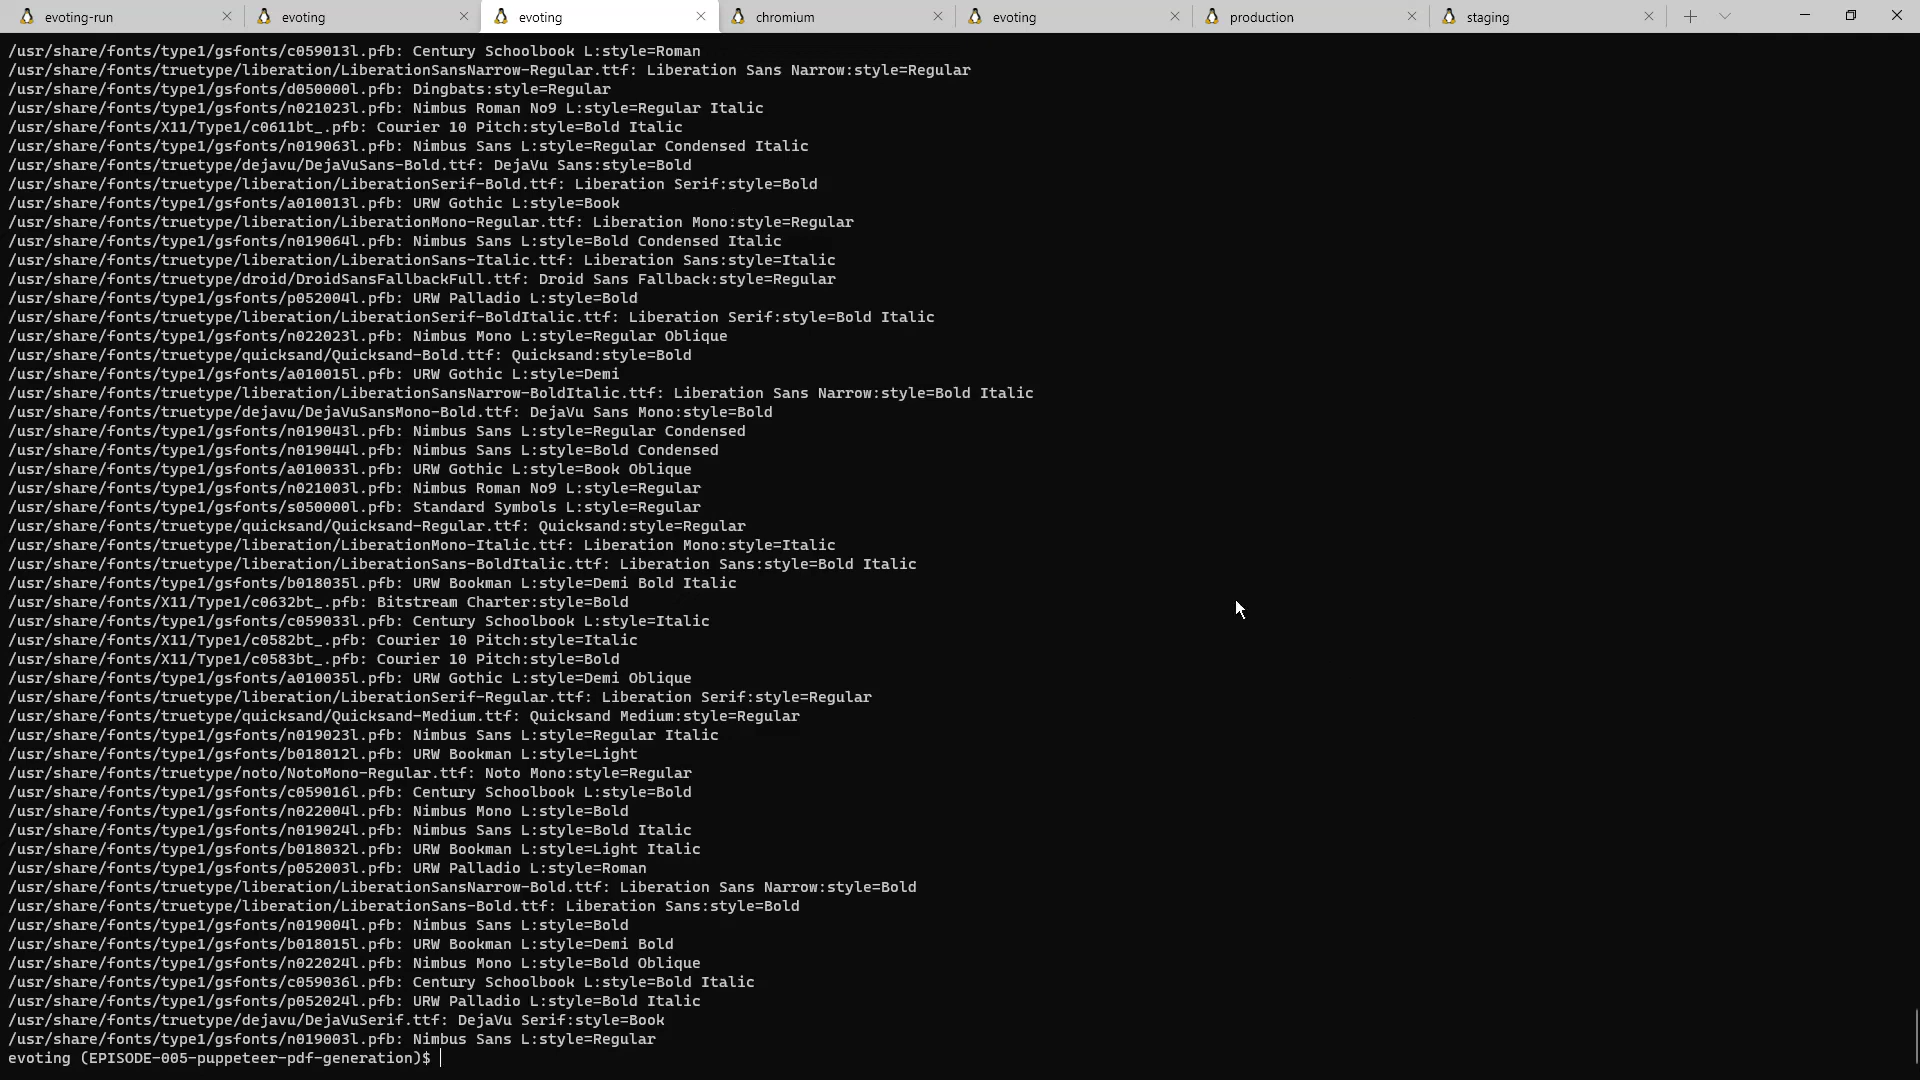 evoting-run
evoting
evoting
chromium
evoting
production
staging
/usr/share/fonts/type1/gsfonts/c059013l.pfb: Century Schoolbook L:style=Roman
/usr/share/fonts/truetype/liberation/LiberationSansNarrow-Regular.ttf: Liberation Sans Narrow:style=Regular
/usr/share/fonts/type1/gsfonts/d050000l.pfb: Dingbats:style=Regular
/usr/share/fonts/type1/gsfonts/n021023l.pfb: Nimbus Roman No9 L:style=Regular Italic
/usr/share/fonts/X11/Type1/c0611bt_.pfb: Courier 10 Pitch:style=Bold Italic
/usr/share/fonts/type1/gsfonts/n019063l.pfb: Nimbus Sans L:style=Regular Condensed Italic
/usr/share/fonts/truetype/dejavu/DejaVuSans-Bold.ttf: DejaVu Sans:style=Bold
/usr/share/fonts/truetype/liberation/LiberationSerif-Bold.ttf: Liberation Serif:style=Bold
/usr/share/fonts/type1/gsfonts/a010013l.pfb: URW Gothic L:style=Book
/usr/share/fonts/truetype/liberation/LiberationMono-Regular.ttf: Liberation Mono:style=Regular
/usr/share/fonts/type1/gsfonts/n019064l.pfb: Nimbus Sans L:style=Bold Condensed Italic
/usr/share/fonts/truetype/liberation/LiberationSans-Italic.ttf: Liberation Sans:style=Italic
/usr/share/fonts/truetype/droid/DroidSansFallbackFull.ttf: Droid Sans Fallback:style=Regular
/usr/share/fonts/type1/gsfonts/p052004l.pfb: URW Palladio L:style=Bold
/usr/share/fonts/truetype/liberation/LiberationSerif-BoldItalic.ttf: Liberation Serif:style=Bold Italic
/usr/share/fonts/type1/gsfonts/n022023l.pfb: Nimbus Mono L:style=Regular Oblique
/usr/share/fonts/truetype/quicksand/Quicksand-Bold.ttf: Quicksand:style=Bold
/usr/share/fonts/type1/gsfonts/a010015l.pfb: URW Gothic L:style=Demi
/usr/share/fonts/truetype/liberation/LiberationSansNarrow-BoldItalic.ttf: Liberation Sans Narrow:style=Bold Italic
/usr/share/fonts/truetype/dejavu/DejaVuSansMono-Bold.ttf: DejaVu Sans Mono:style=Bold
/usr/share/fonts/type1/gsfonts/n019043l.pfb: Nimbus Sans L:style=Regular Condensed
/usr/share/fonts/type1/gsfonts/n019044l.pfb: Nimbus Sans L:style=Bold Condensed
/usr/share/fonts/type1/gsfonts/a010033l.pfb: URW Gothic L:style=Book Oblique
/usr/share/fonts/type1/gsfonts/n021003l.pfb: Nimbus Roman No9 L:style=Regular
/usr/share/fonts/type1/gsfonts/s050000l.pfb: Standard Symbols L:style=Regular
/usr/share/fonts/truetype/quicksand/Quicksand-Regular.ttf: Quicksand:style=Regular
/usr/share/fonts/truetype/liberation/LiberationMono-Italic.ttf: Liberation Mono:style=Italic
/usr/share/fonts/truetype/liberation/LiberationSans-BoldItalic.ttf: Liberation Sans:style=Bold Italic
/usr/share/fonts/type1/gsfonts/b018035l.pfb: URW Bookman L:style=Demi Bold Italic
/usr/share/fonts/X11/Type1/c0632bt_.pfb: Bitstream Charter:style=Bold
/usr/share/fonts/type1/gsfonts/c059033l.pfb: Century Schoolbook L:style=Italic
/usr/share/fonts/X11/Type1/c0582bt_.pfb: Courier 10 Pitch:style=Italic
/usr/share/fonts/X11/Type1/c0583bt_.pfb: Courier 10 Pitch:style=Bold
/usr/share/fonts/type1/gsfonts/a010035l.pfb: URW Gothic L:style=Demi Oblique
/usr/share/fonts/truetype/liberation/LiberationSerif-Regular.ttf: Liberation Serif:style=Regular
/usr/share/fonts/truetype/quicksand/Quicksand-Medium.ttf: Quicksand Medium:style=Regular
/usr/share/fonts/type1/gsfonts/n019023l.pfb: Nimbus Sans L:style=Regular Italic
/usr/share/fonts/type1/gsfonts/b018012l.pfb: URW Bookman L:style=Light
/usr/share/fonts/truetype/noto/NotoMono-Regular.ttf: Noto Mono:style=Regular
/usr/share/fonts/type1/gsfonts/c059016l.pfb: Century Schoolbook L:style=Bold
/usr/share/fonts/type1/gsfonts/n022004l.pfb: Nimbus Mono L:style=Bold
/usr/share/fonts/type1/gsfonts/n019024l.pfb: Nimbus Sans L:style=Bold Italic
/usr/share/fonts/type1/gsfonts/b018032l.pfb: URW Bookman L:style=Light Italic
/usr/share/fonts/type1/gsfonts/p052003l.pfb: URW Palladio L:style=Roman
/usr/share/fonts/truetype/liberation/LiberationSansNarrow-Bold.ttf: Liberation Sans Narrow:style=Bold
/usr/share/fonts/truetype/liberation/LiberationSans-Bold.ttf: Liberation Sans:style=Bold
/usr/share/fonts/type1/gsfonts/n019004l.pfb: Nimbus Sans L:style=Bold
/usr/share/fonts/type1/gsfonts/b018015l.pfb: URW Bookman L:style=Demi Bold
/usr/share/fonts/type1/gsfonts/n022024l.pfb: Nimbus Mono L:style=Bold Oblique
/usr/share/fonts/type1/gsfonts/c059036l.pfb: Century Schoolbook L:style=Bold Italic
/usr/share/fonts/type1/gsfonts/p052024l.pfb: URW Palladio L:style=Bold Italic
/usr/share/fonts/truetype/dejavu/DejaVuSerif.ttf: DejaVu Serif:style=Book
/usr/share/fonts/type1/gsfonts/n019003l.pfb: Nimbus Sans L:style=Regular
evoting (EPISODE-005-puppeteer-pdf-generation)$